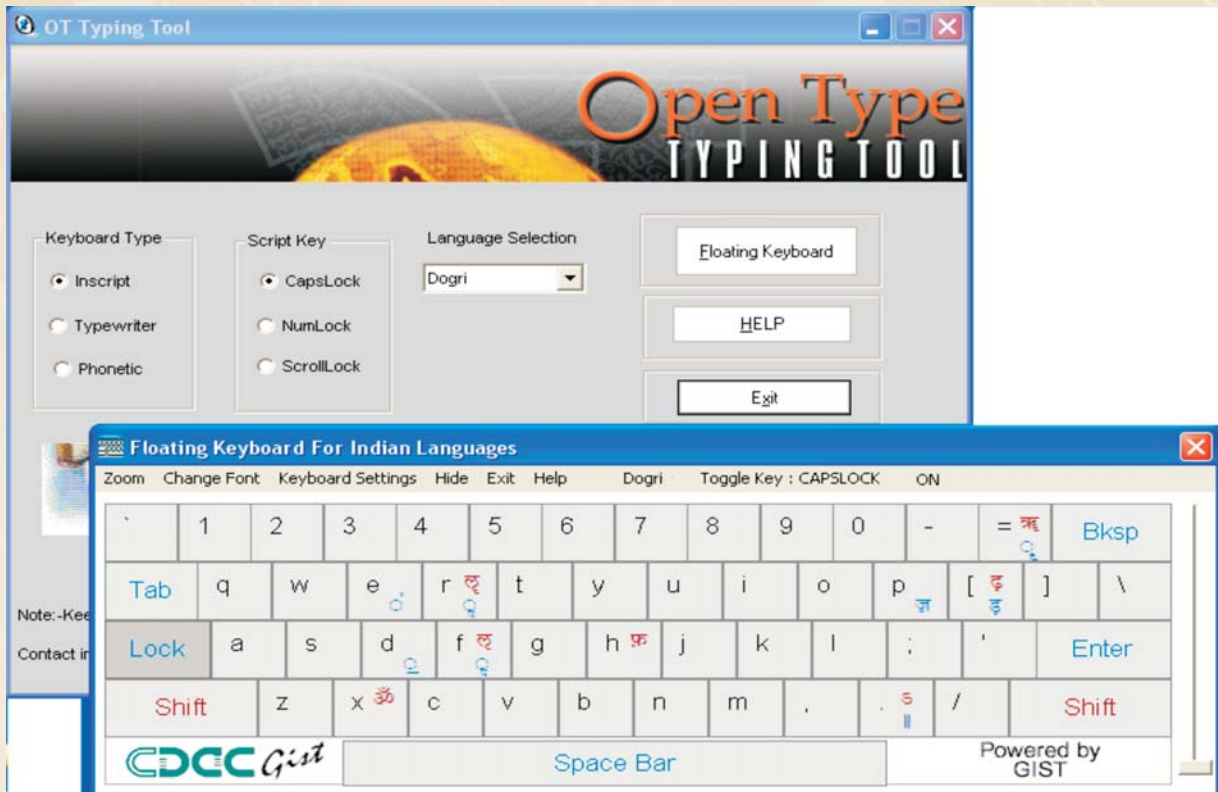 OT Typing Tool
Open Type
TYPING TOOL
Keyboard Type
Inscript
Typewriter
Phonetic
Script Key
CapsLock
NumLock
ScrollLock
Language Selection
Dogri
Floating Keyboard
HELP
Exit
Note:-Kee
Contact in
Floating Keyboard For Indian Languages
Zoom Change Font Keyboard Settings Hide Exit Help Dogri Toggle Key : CAPSLOCK ON
` 1 2 3 4 5 6 7 8 9 0 - = ॠ ॄ Bksp
Tab q w e r ॡ ॣ t y u i o p ज़ [ ढ़ ड़ ] \
Lock a s d f ऌ ॢ g h फ़ j k l ; ' Enter
Shift z x ॐ c v b n m , . ऽ ॥ / Shift
CDAC Gist Space Bar Powered by
GIST